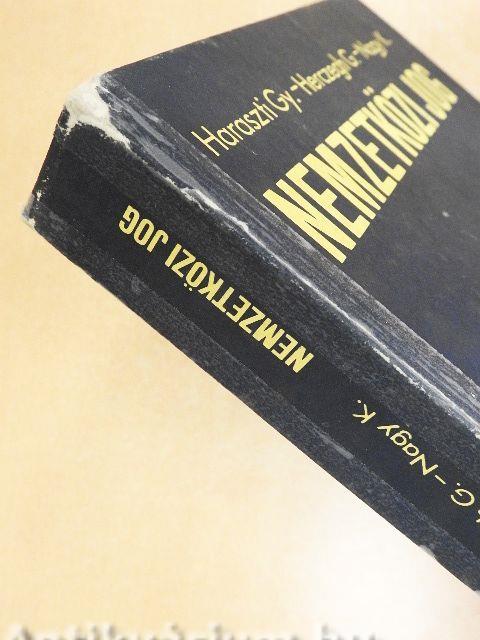 Haraszti Gy.-Herczegh G.-Nagy K.
NEMZETKÖZI JOG
NEMZETKÖZI JOG
G.-Nagy K.